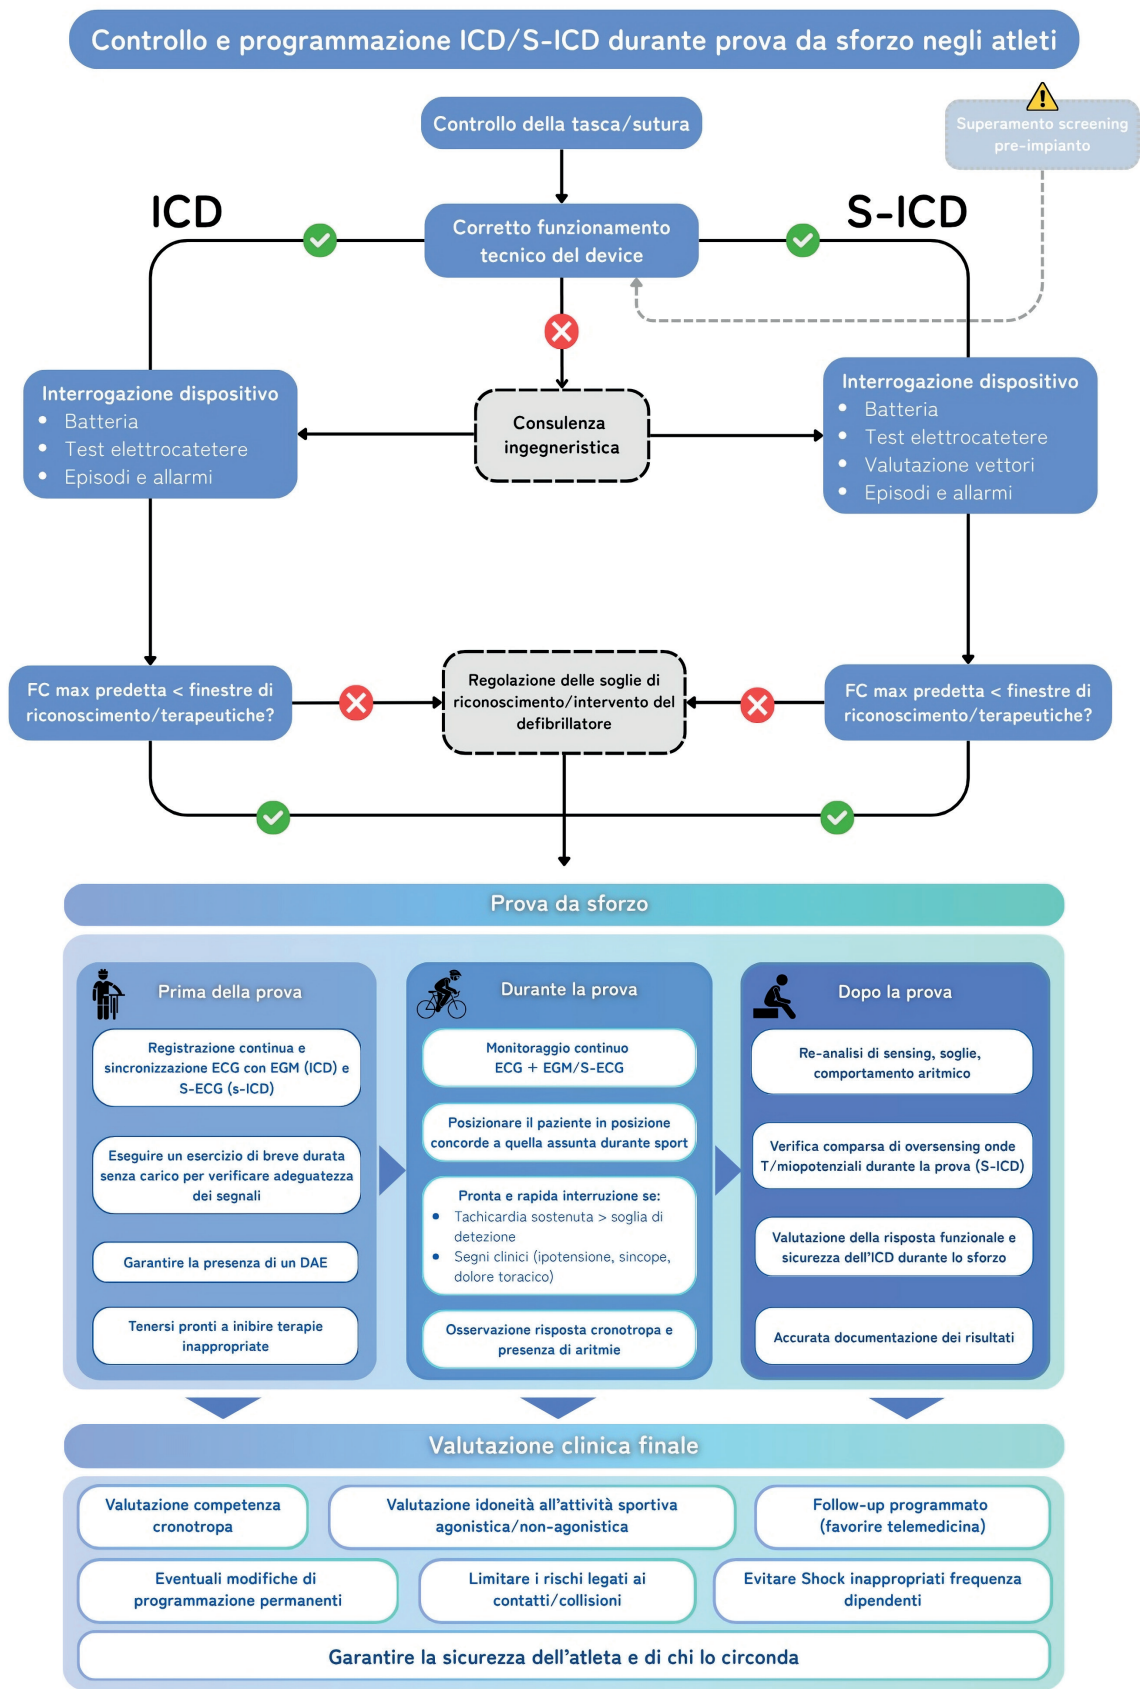 Controllo e programmazione ICD/S-ICD durante prova da sforzo negli atleti
Controllo della tasca/sutura
Superamento screening
pre-impianto
ICD
S-ICD
Corretto funzionamento
tecnico del device
Interrogazione dispositivo
• Batteria
• Test elettrocatetere
• Episodi e allarmi
Consulenza
ingegneristica
Interrogazione dispositivo
• Batteria
• Test elettrocatetere
• Valutazione vettori
• Episodi e allarmi
FC max predetta < finestre di
riconoscimento/terapeutiche?
Regolazione delle soglie di
riconoscimento/intervento del
defibrillatore
FC max predetta < finestre di
riconoscimento/terapeutiche?
Prova da sforzo
Prima della prova
Registrazione continua e
sincronizzazione ECG con EGM (ICD) e
S-ECG (s-ICD)
Eseguire un esercizio di breve durata
senza carico per verificare adeguatezza
dei segnali
Garantire la presenza di un DAE
Tenersi pronti a inibire terapie
inappropriate
Durante la prova
Monitoraggio continuo
ECG + EGM/S-ECG
Posizionare il paziente in posizione
concorde a quella assunta durante sport
Pronta e rapida interruzione se:
• Tachicardia sostenuta > soglia di
detezione
• Segni clinici (ipotensione, sincope,
dolore toracico)
Osservazione risposta cronotropa e
presenza di aritmie
Dopo la prova
Re-analisi di sensing, soglie,
comportamento aritmico
Verifica comparsa di oversensing onde
T/miopotenziali durante la prova (S-ICD)
Valutazione della risposta funzionale e
sicurezza dell'ICD durante lo sforzo
Accurata documentazione dei risultati
Valutazione clinica finale
Valutazione competenza
cronotropa
Valutazione idoneità all'attività sportiva
agonistica/non-agonistica
Follow-up programmato
(favorire telemedicina)
Eventuali modifiche di
programmazione permanenti
Limitare i rischi legati ai
contatti/collisioni
Evitare Shock inappropriati frequenza
dipendenti
Garantire la sicurezza dell'atleta e di chi lo circonda